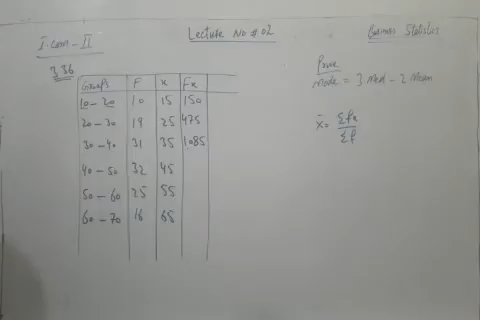 Lecture No # 02
Business Statistics
I.Com - II
3.36
Prove
Mode = 3 Med - 2 Mean
Groups F x Fx
10 - 20 10 15 150
20 - 30 19 25 475
30 - 40 31 35 1085
40 - 50 32 45
50 - 60 25 55
60 - 70 16 65
x̄ = Σfx / Σf